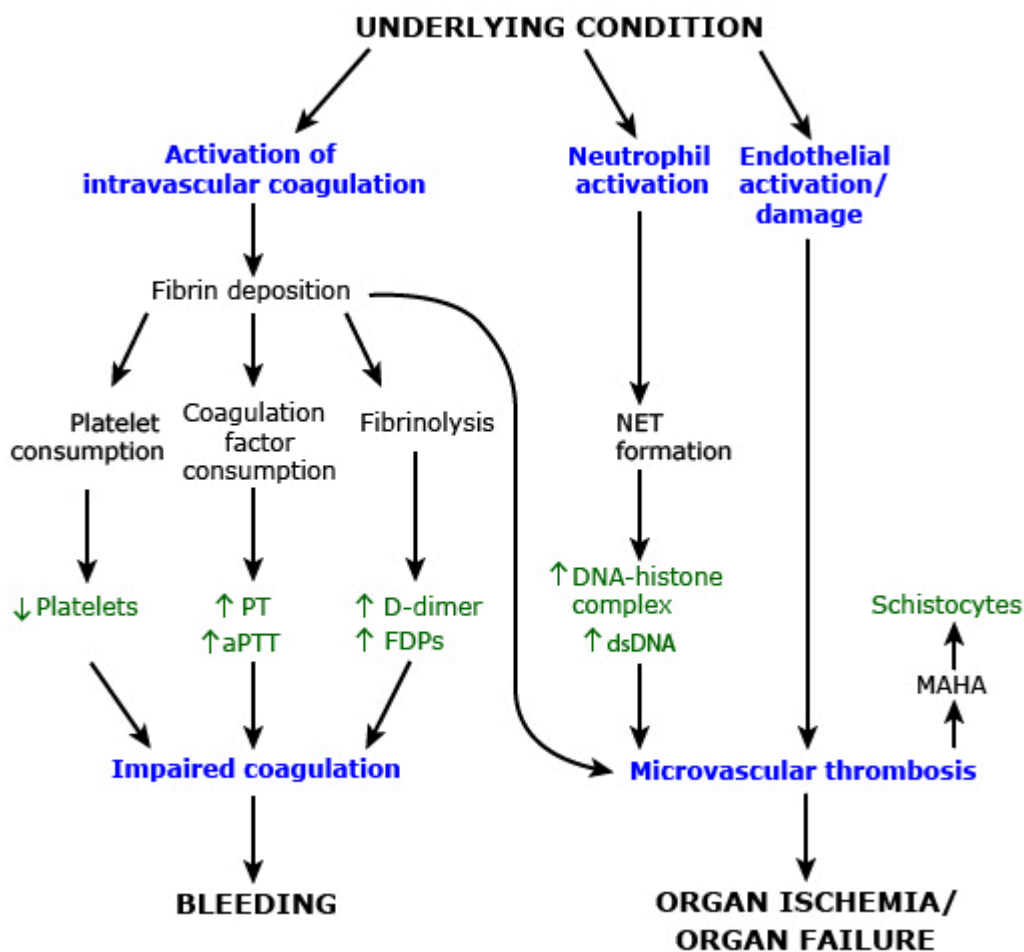 UNDERLYING CONDITION
Activation of
intravascular coagulation
Neutrophil
activation
Endothelial
activation/
damage
Fibrin deposition
Platelet
consumption
Coagulation
factor
consumption
Fibrinolysis
NET
formation
↓ Platelets
↑ PT
↑ aPTT
↑ D-dimer
↑ FDPs
↑ DNA-histone
complex
↑ dsDNA
Schistocytes
MAHA
Impaired coagulation
Microvascular thrombosis
BLEEDING
ORGAN ISCHEMIA/
ORGAN FAILURE